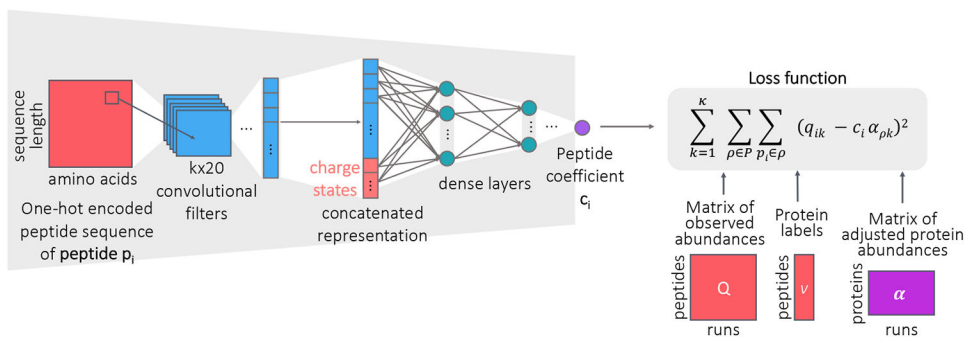 sequence
length
amino acids
One-hot encoded
peptide sequence
of peptide pᵢ
kx20
convolutional
filters
...
charge
states
concatenated
representation
dense layers
...
Peptide
coefficient
cᵢ
Loss function
κ
∑ ∑ ∑ (qᵢₖ − cᵢ αᵨₖ)²
k=1 ρ∈P pᵢ∈ρ
Matrix of
observed
abundances
peptides
Q
runs
Protein
labels
peptides
v
Matrix of
adjusted protein
abundances
proteins
α
runs